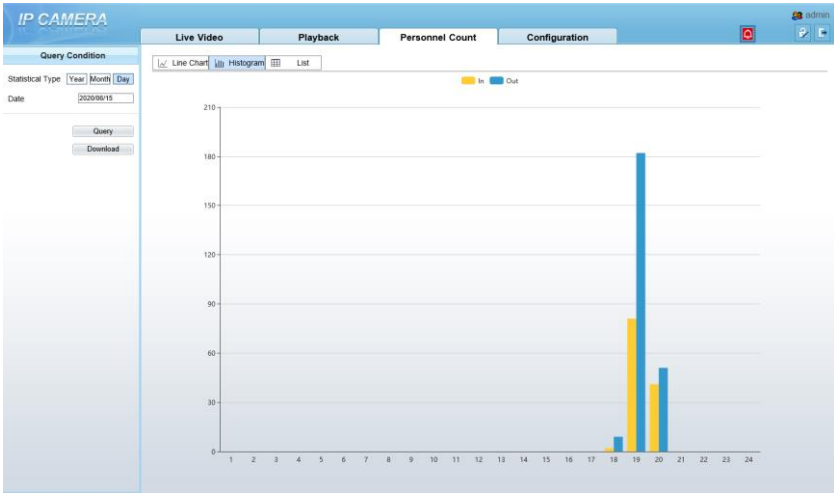 IP CAMERA
admin
Live Video Playback Personnel Count Configuration
Query Condition
Line Chart Histogram List
Statistical Type Year Month Day
In Out
Date 2020/06/15
Query
Download
210
180
150
120
90
60
30
0
1 2 3 4 5 6 7 8 9 10 11 12 13 14 15 16 17 18 19 20 21 22 23 24